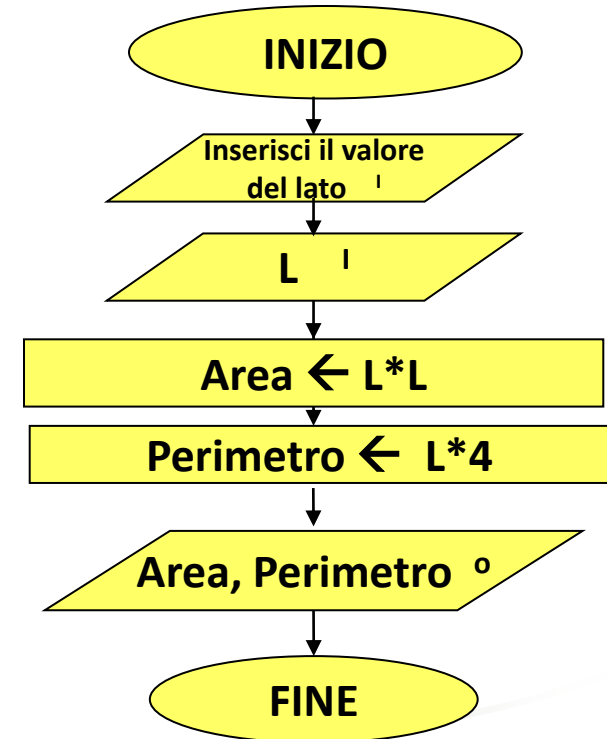 INIZIO
Inserisci il valore
del lato I
L I
Area ← L*L
Perimetro ← L*4
Area, Perimetro o
FINE